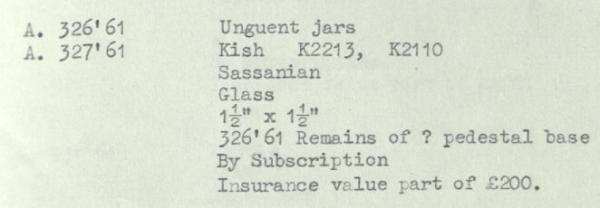 A. 326'61 Unguent jars
A. 327'61 Kish K2213, K2110
Sassanian
Glass
1½" x 1½"
326'61 Remains of ? pedestal base
By Subscription
Insurance value part of £200.